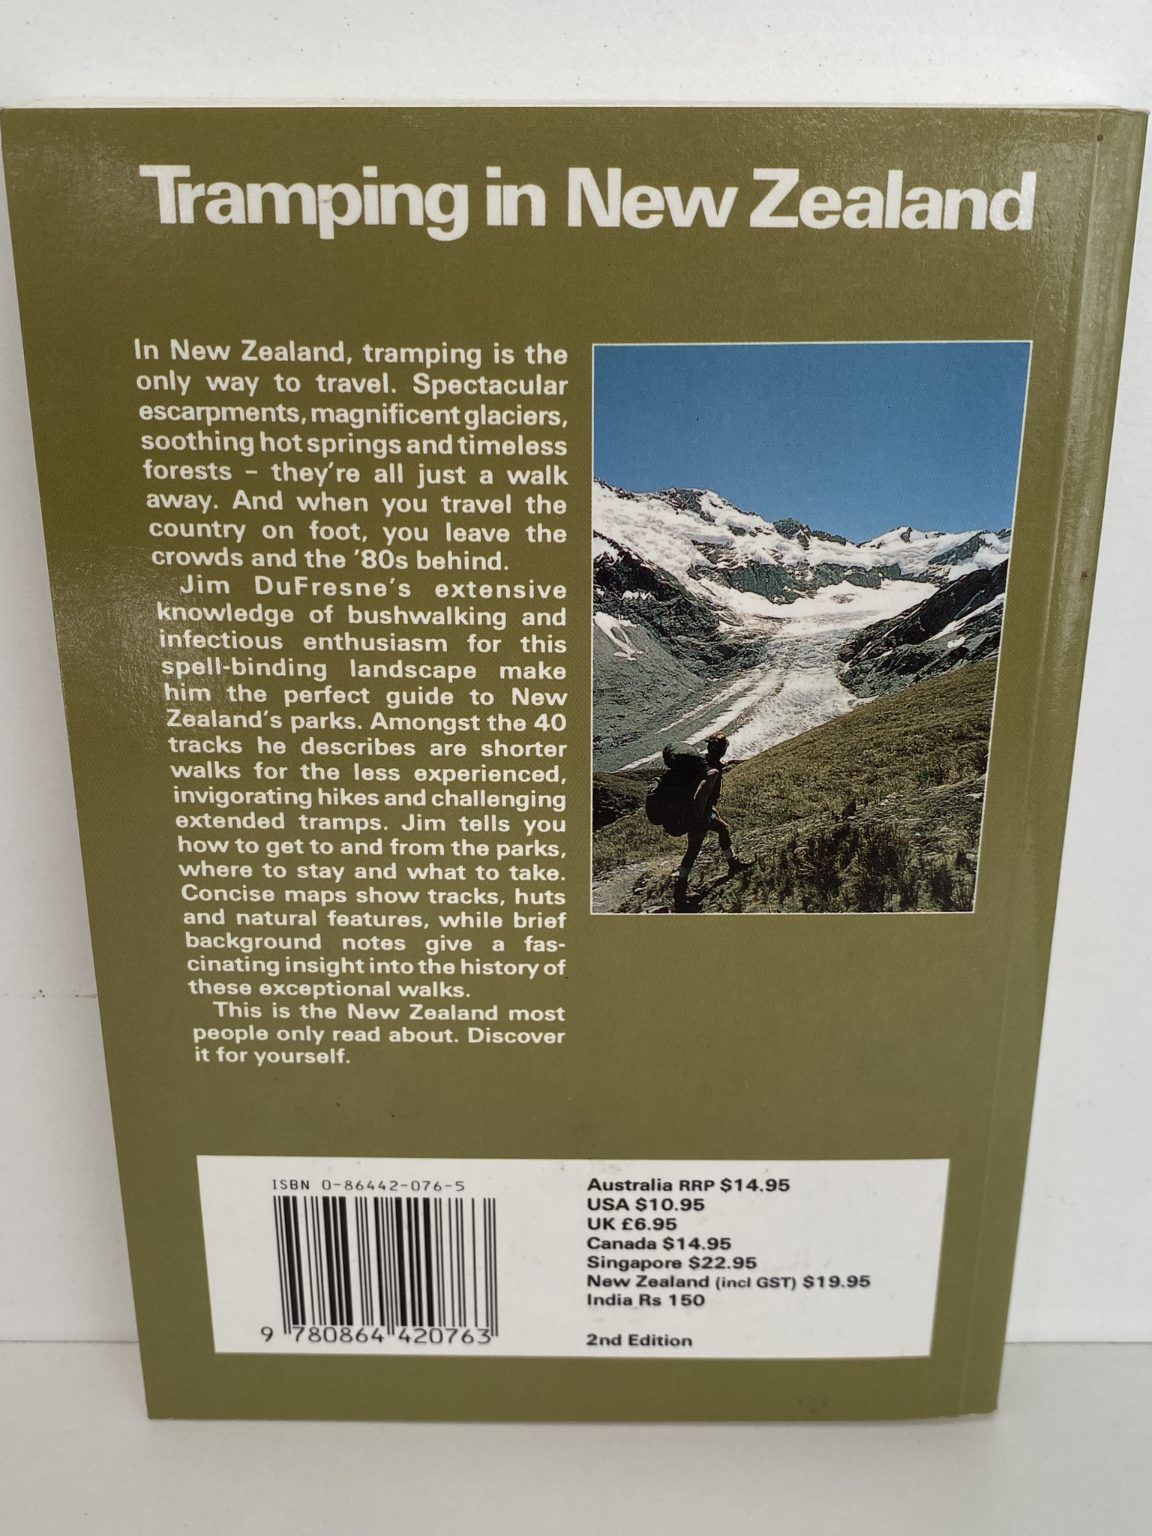 Tramping in New Zealand
In New Zealand, tramping is the
only way to travel. Spectacular
escarpments, magnificent glaciers,
soothing hot springs and timeless
forests – they're all just a walk
away. And when you travel the
country on foot, you leave the
crowds and the '80s behind.
Jim DuFresne's extensive
knowledge of bushwalking and
infectious enthusiasm for this
spell-binding landscape make
him the perfect guide to New
Zealand's parks. Amongst the 40
tracks he describes are shorter
walks for the less experienced,
invigorating hikes and challenging
extended tramps. Jim tells you
how to get to and from the parks,
where to stay and what to take.
Concise maps show tracks, huts
and natural features, while brief
background notes give a fas-
cinating insight into the history of
these exceptional walks.
This is the New Zealand most
people only read about. Discover
it for yourself.
ISBN 0-86442-076-5
9 780864 420763
Australia RRP $14.95
USA $10.95
UK £6.95
Canada $14.95
Singapore $22.95
New Zealand (incl GST) $19.95
India Rs 150
2nd Edition